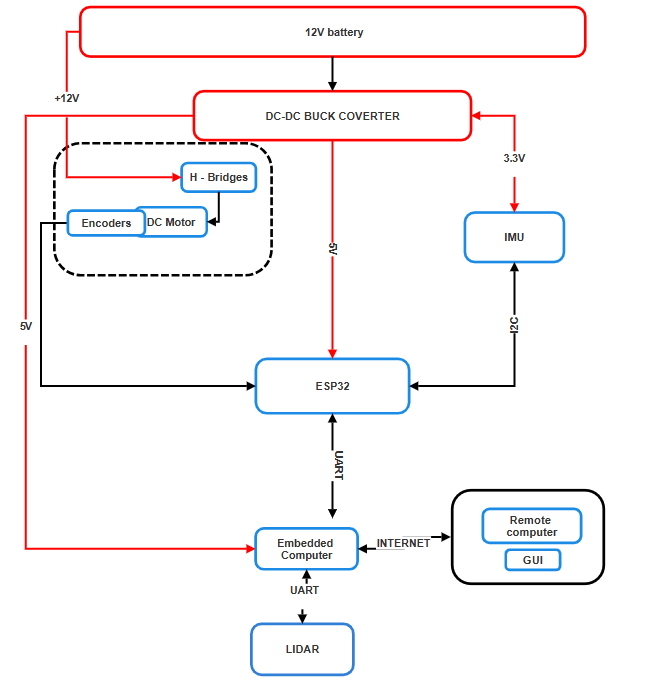 12V battery
+12V
DC-DC BUCK COVERTER
3.3V
H - Bridges
Encoders
DC Motor
IMU
5V
5V
I2C
ESP32
UART
Remote
computer
Embedded
Computer
INTERNET
GUI
UART
LIDAR